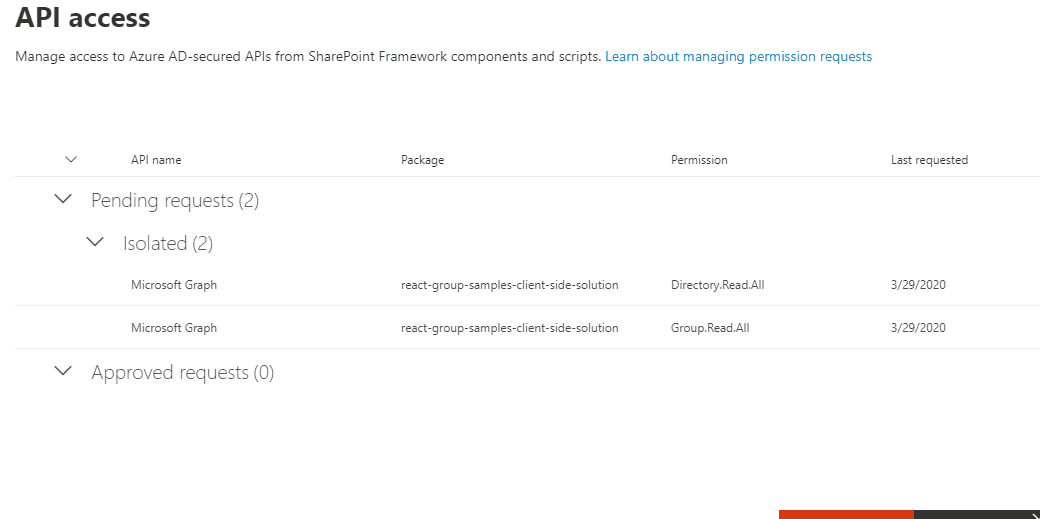 API access
Manage access to Azure AD-secured APIs from SharePoint Framework components and scripts. Learn about managing permission requests
API name Package Permission Last requested
Pending requests (2)
Isolated (2)
Microsoft Graph react-group-samples-client-side-solution Directory.Read.All 3/29/2020
Microsoft Graph react-group-samples-client-side-solution Group.Read.All 3/29/2020
Approved requests (0)